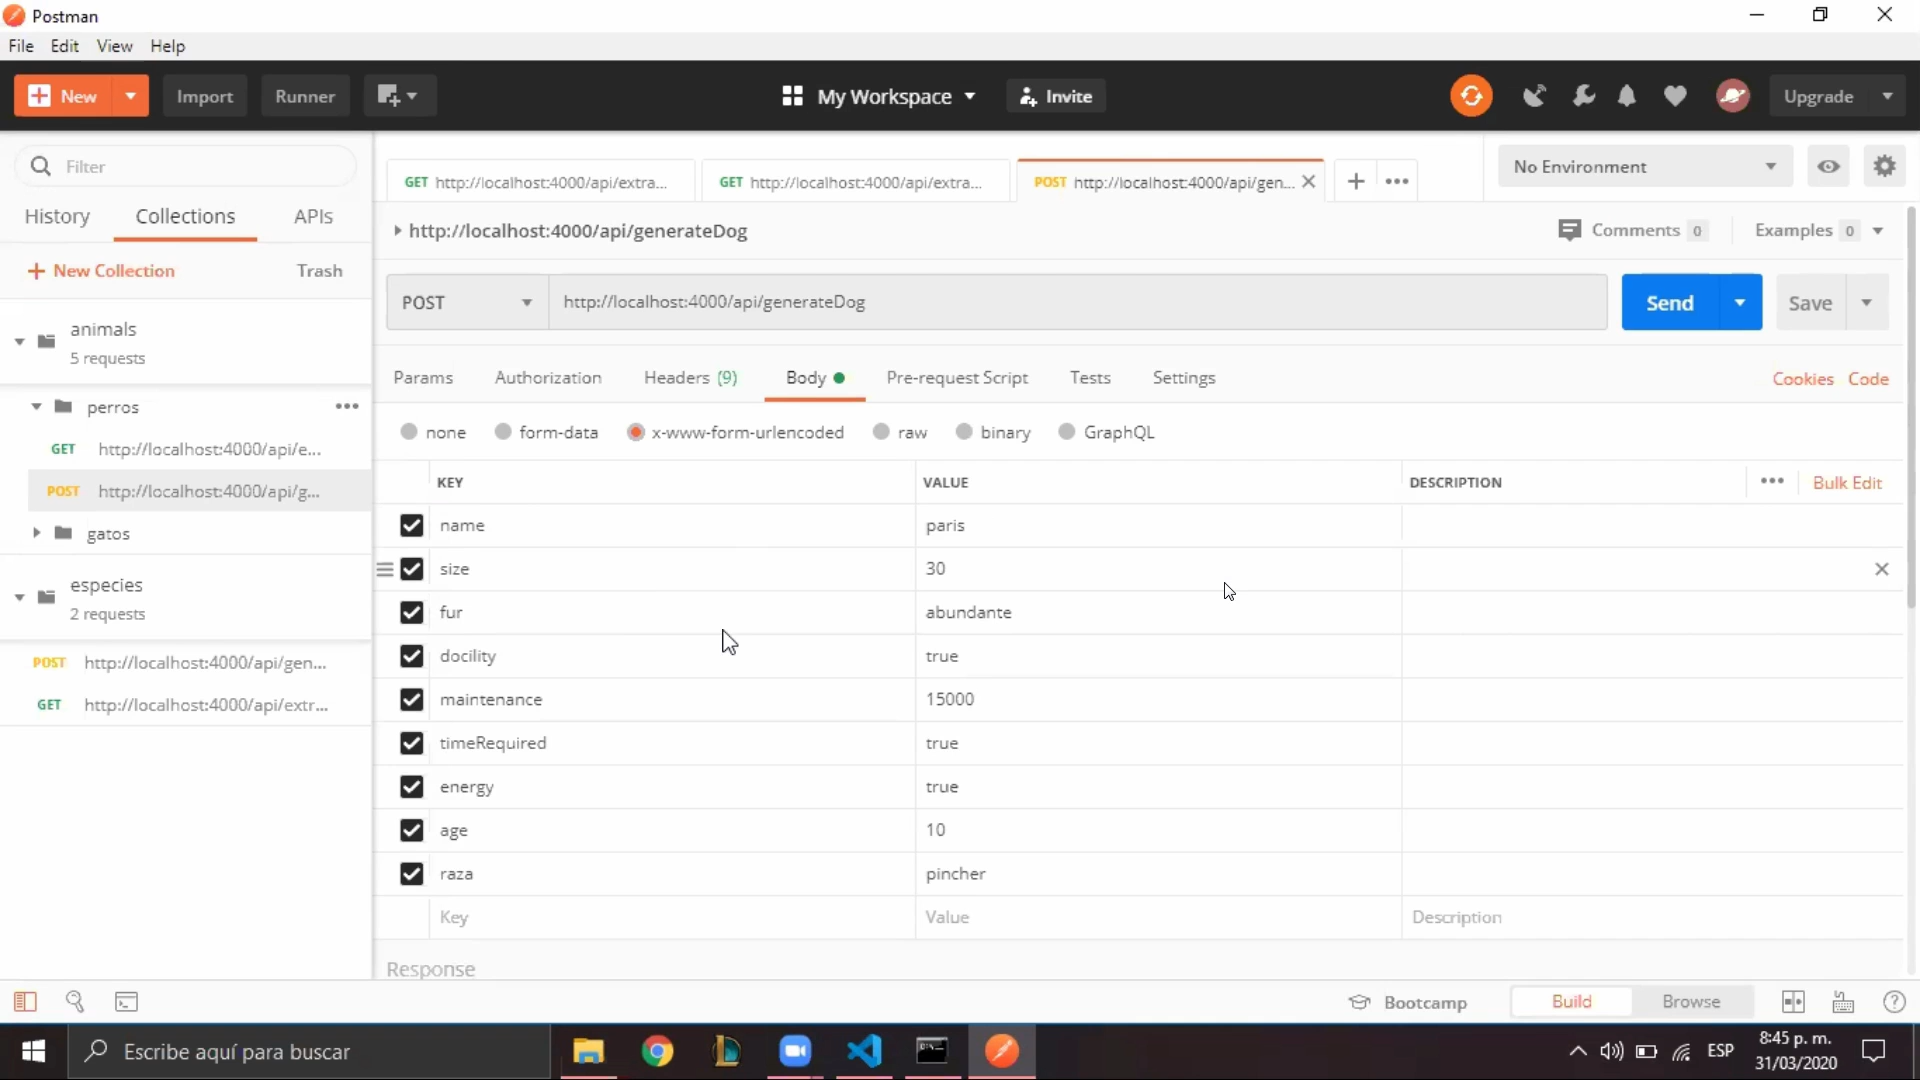 Postman
File Edit View Help
New Import Runner My Workspace Invite Upgrade
Filter
History Collections APIs
New Collection Trash
animals
5 requests
perros
GET http://localhost:4000/api/e...
POST http://localhost:4000/api/g...
gatos
especies
2 requests
POST http://localhost:4000/api/gen...
GET http://localhost:4000/api/extr...
GET http://localhost:4000/api/extra...
GET http://localhost:4000/api/extra...
POST http://localhost:4000/api/gen...
No Environment
http://localhost:4000/api/generateDog
Comments 0 Examples 0
POST http://localhost:4000/api/generateDog Send Save
Params Authorization Headers (9) Body Pre-request Script Tests Settings Cookies Code
none form-data x-www-form-urlencoded raw binary GraphQL
KEY VALUE DESCRIPTION Bulk Edit
name paris
size 30
fur abundante
docility true
maintenance 15000
timeRequired true
energy true
age 10
raza pincher
Key Value Description
Response
Bootcamp Build Browse
Escribe aquí para buscar
ESP
8:45 p. m.
31/03/2020